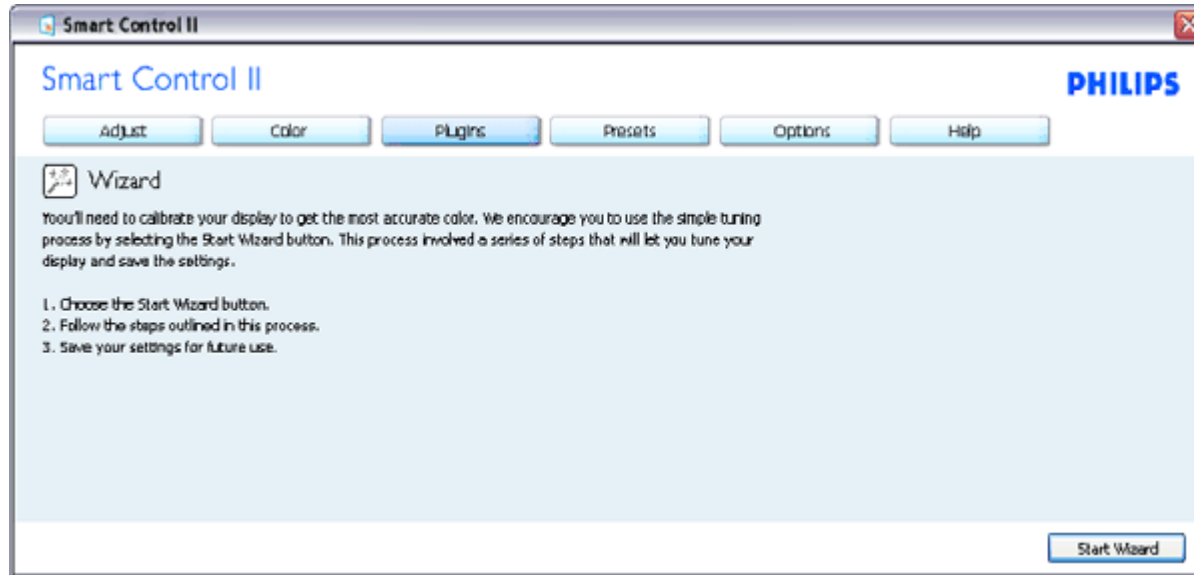 Smart Control II
Smart Control II
PHILIPS
Adjust Color Plugins Presets Options Help
Wizard
Yoou'll need to calibrate your display to get the most accurate color. We encourage you to use the simple tuning
process by selecting the Start Wizard button. This process involved a series of steps that will let you tune your
display and save the settings.
1. Choose the Start Wizard button.
2. Follow the steps outlined in this process.
3. Save your settings for future use.
Start Wizard